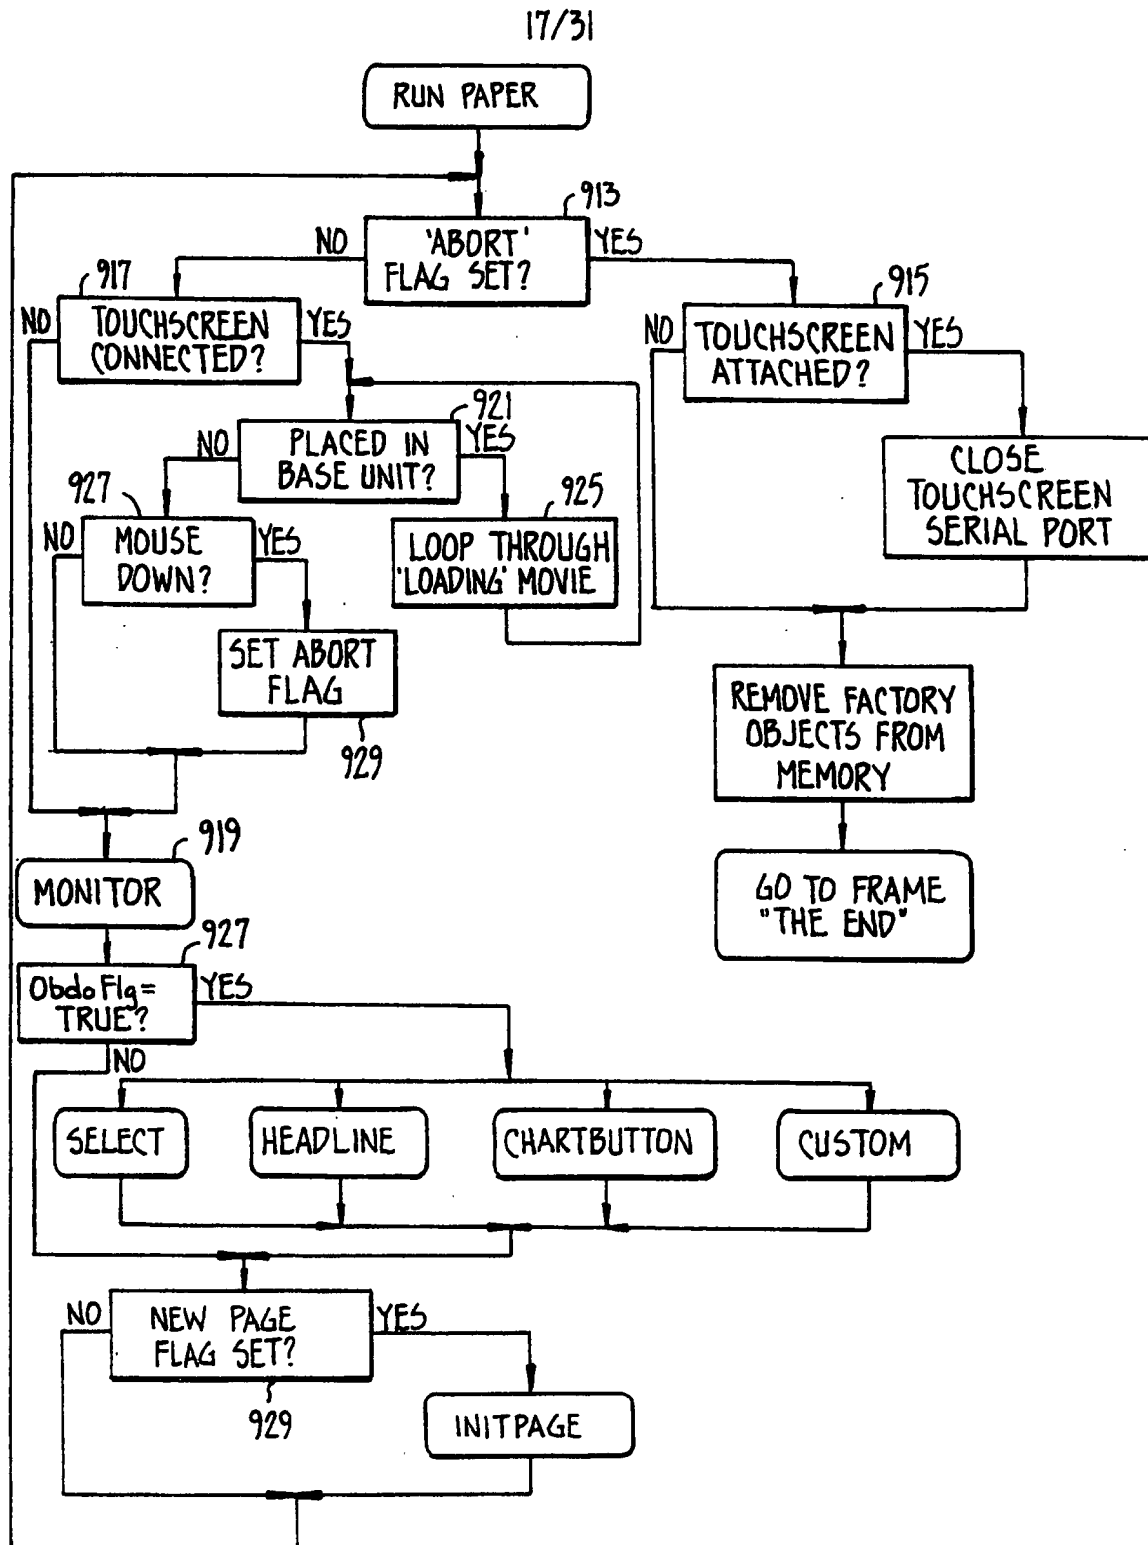 17/31
RUN PAPER
913
'ABORT'
FLAG SET?
NO
YES
917
TOUCHSCREEN
CONNECTED?
NO
YES
915
TOUCHSCREEN
ATTACHED?
NO
YES
921
PLACED IN
BASE UNIT?
NO
YES
CLOSE
TOUCHSCREEN
SERIAL PORT
927
MOUSE
DOWN?
NO
YES
925
LOOP THROUGH
'LOADING' MOVIE
SET ABORT
FLAG
929
REMOVE FACTORY
OBJECTS FROM
MEMORY
919
MONITOR
GO TO FRAME
"THE END"
927
ObdoFlg=
TRUE?
YES
NO
SELECT
HEADLINE
CHARTBUTTON
CUSTOM
NEW PAGE
FLAG SET?
NO
YES
929
INITPAGE